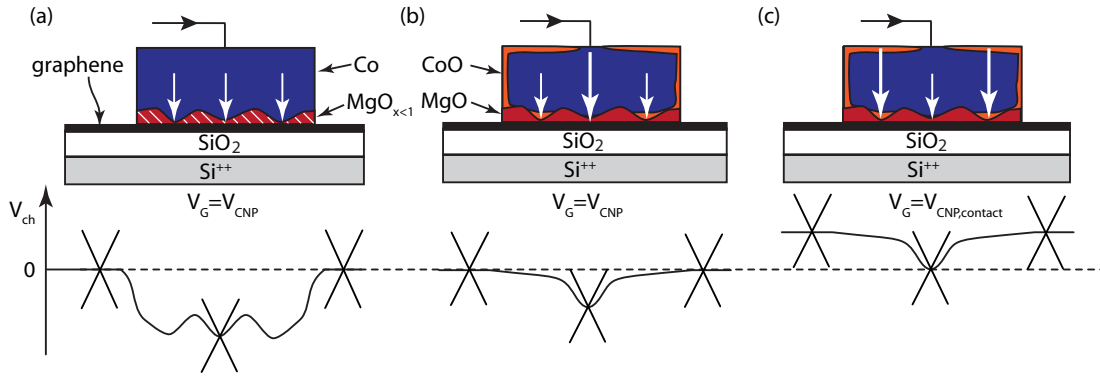 (a)
(b)
(c)
graphene
Co
MgOₓ<₁
CoO
MgO
SiO₂
Si⁺⁺
SiO₂
Si⁺⁺
SiO₂
Si⁺⁺
V_ch
V_G=V_CNP
V_G=V_CNP
V_G=V_CNP,contact
0